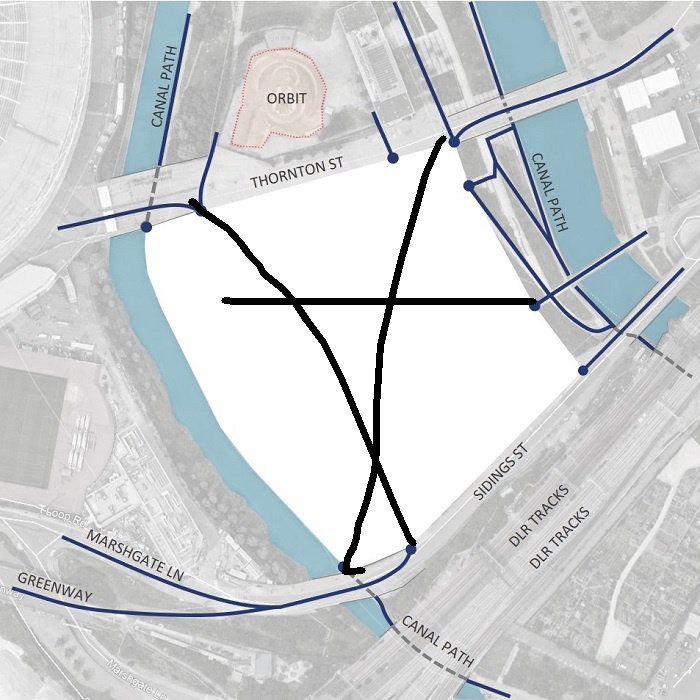 CANAL PATH
ORBIT
THORNTON ST
CANAL PATH
SIDINGS ST
DLR TRACKS
DLR TRACKS
MARSHGATE LN
GREENWAY
CANAL PATH
Marshgate Ln